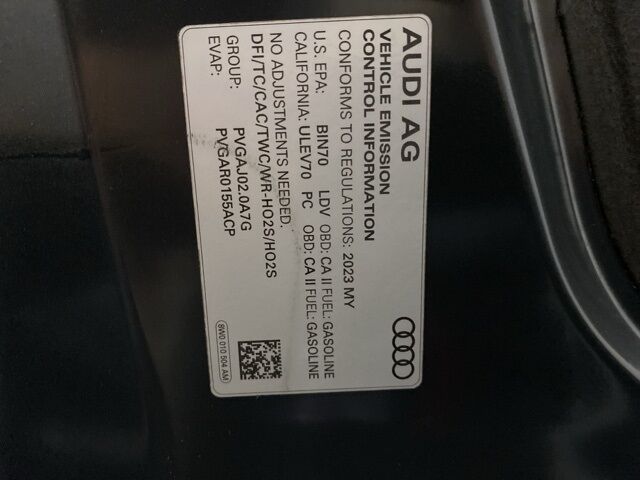 AUDI AG
VEHICLE EMISSION
CONTROL INFORMATION
CONFORMS TO REGULATIONS: 2023 MY
U.S. EPA: BIN70 LDV OBD: CA II FUEL: GASOLINE
CALIFORNIA: ULEV70 PC OBD: CA II FUEL: GASOLINE
NO ADJUSTMENTS NEEDED.
DFI/TC/CAC/TWC/WR-HO2S/HO2S
GROUP: PVGAJ02.0A7G
EVAP: PVGAR0155ACP
8W0 010 504 AM